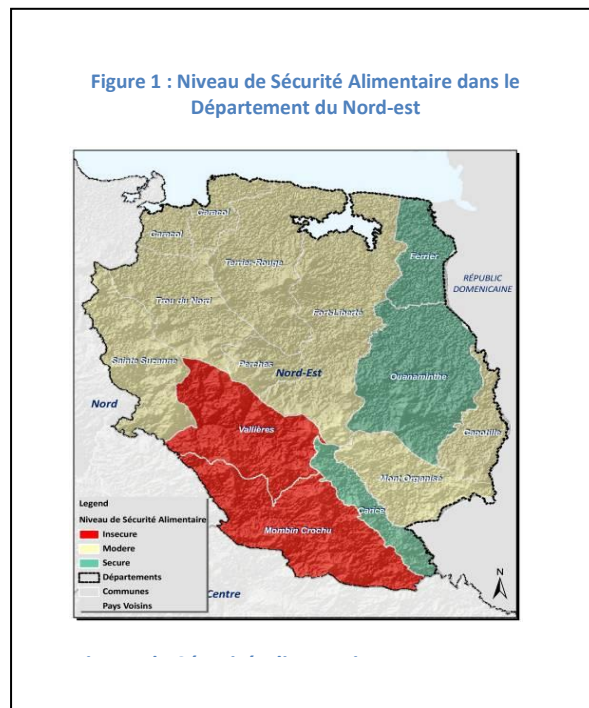 Figure 1 : Niveau de Sécurité Alimentaire dans le
Département du Nord-est
Caracol
Caracol
Ferrier
Terrier-Rouge
RÉPUBLIC
DOMENICAINE
Trou du Nord
Fort-Liberté
Sainte Suzanne
Perches
Nord-Est
Ouanaminthe
Nord
Vallières
Capotille
Mont Organisé
Carice
Mombin Crochu
Legend
Niveau de Sécurité Alimentaire
Insecure
Modere
Secure
Départements
Communes
Pays Voisins
Centre
N